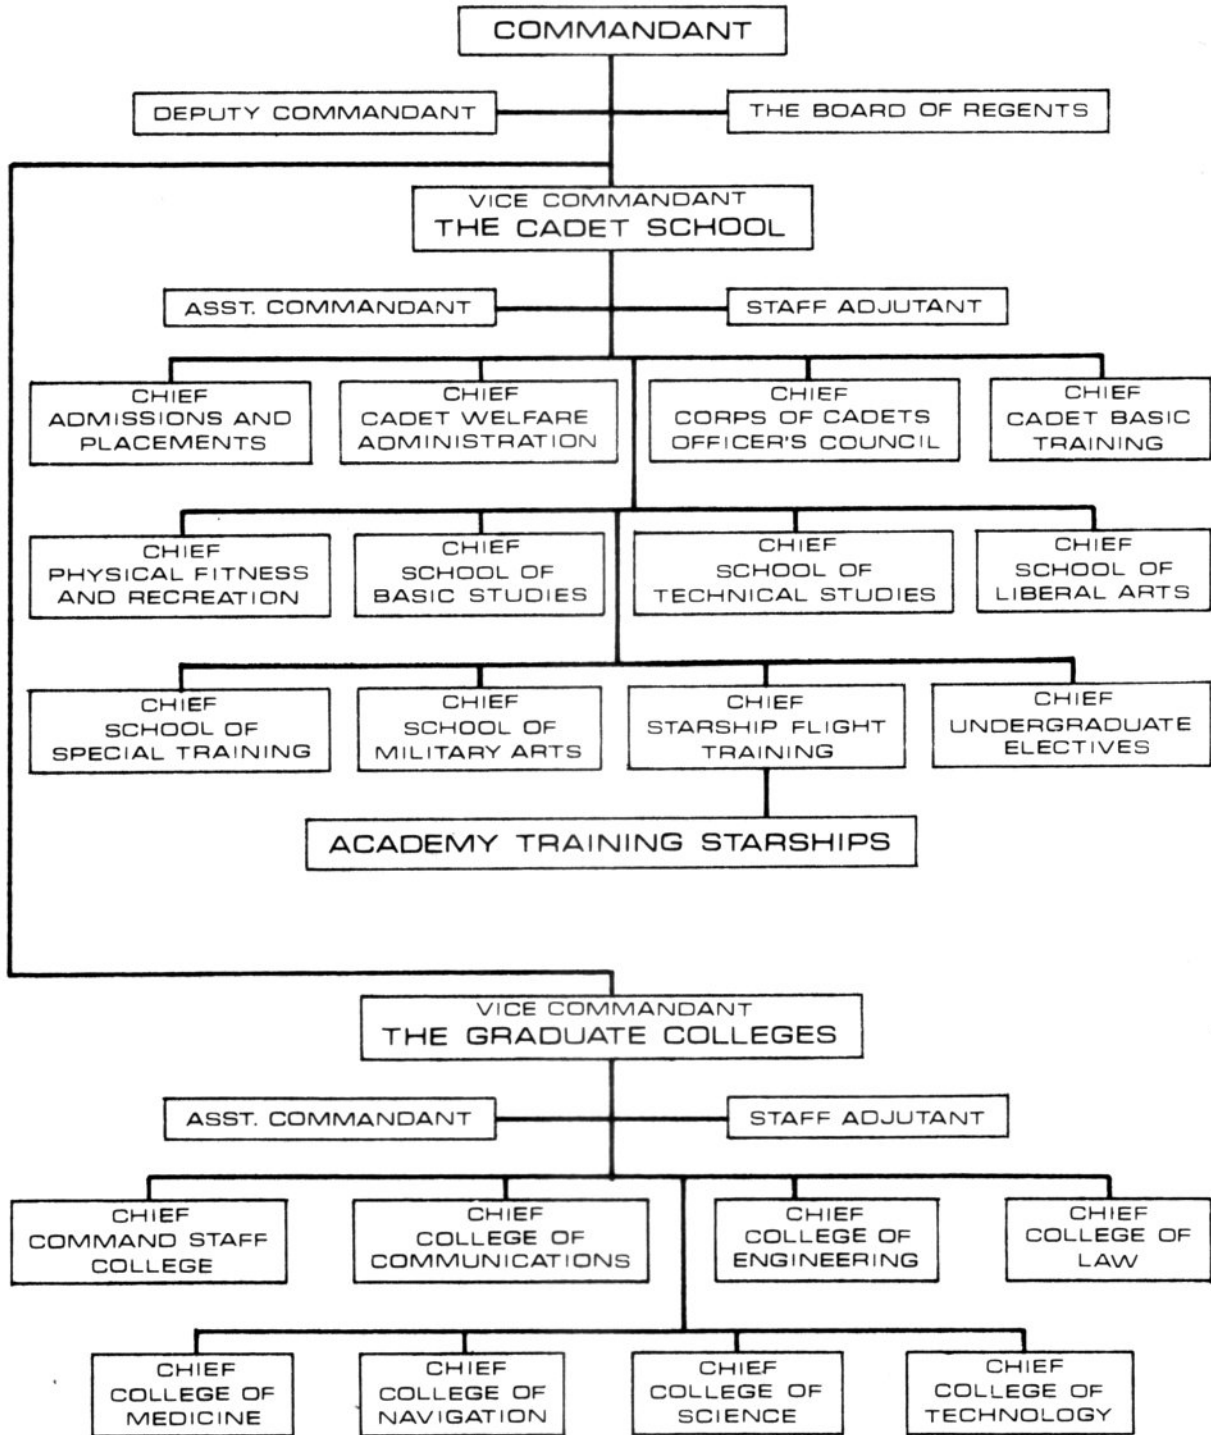 COMMANDANT
DEPUTY COMMANDANT
THE BOARD OF REGENTS
VICE COMMANDANT
THE CADET SCHOOL
ASST. COMMANDANT
STAFF ADJUTANT
CHIEF
ADMISSIONS AND
PLACEMENTS
CHIEF
CADET WELFARE
ADMINISTRATION
CHIEF
CORPS OF CADETS
OFFICER'S COUNCIL
CHIEF
CADET BASIC
TRAINING
CHIEF
PHYSICAL FITNESS
AND RECREATION
CHIEF
SCHOOL OF
BASIC STUDIES
CHIEF
SCHOOL OF
TECHNICAL STUDIES
CHIEF
SCHOOL OF
LIBERAL ARTS
CHIEF
SCHOOL OF
SPECIAL TRAINING
CHIEF
SCHOOL OF
MILITARY ARTS
CHIEF
STARSHIP FLIGHT
TRAINING
CHIEF
UNDERGRADUATE
ELECTIVES
ACADEMY TRAINING STARSHIPS
VICE COMMANDANT
THE GRADUATE COLLEGES
ASST. COMMANDANT
STAFF ADJUTANT
CHIEF
COMMAND STAFF
COLLEGE
CHIEF
COLLEGE OF
COMMUNICATIONS
CHIEF
COLLEGE OF
ENGINEERING
CHIEF
COLLEGE OF
LAW
CHIEF
COLLEGE OF
MEDICINE
CHIEF
COLLEGE OF
NAVIGATION
CHIEF
COLLEGE OF
SCIENCE
CHIEF
COLLEGE OF
TECHNOLOGY